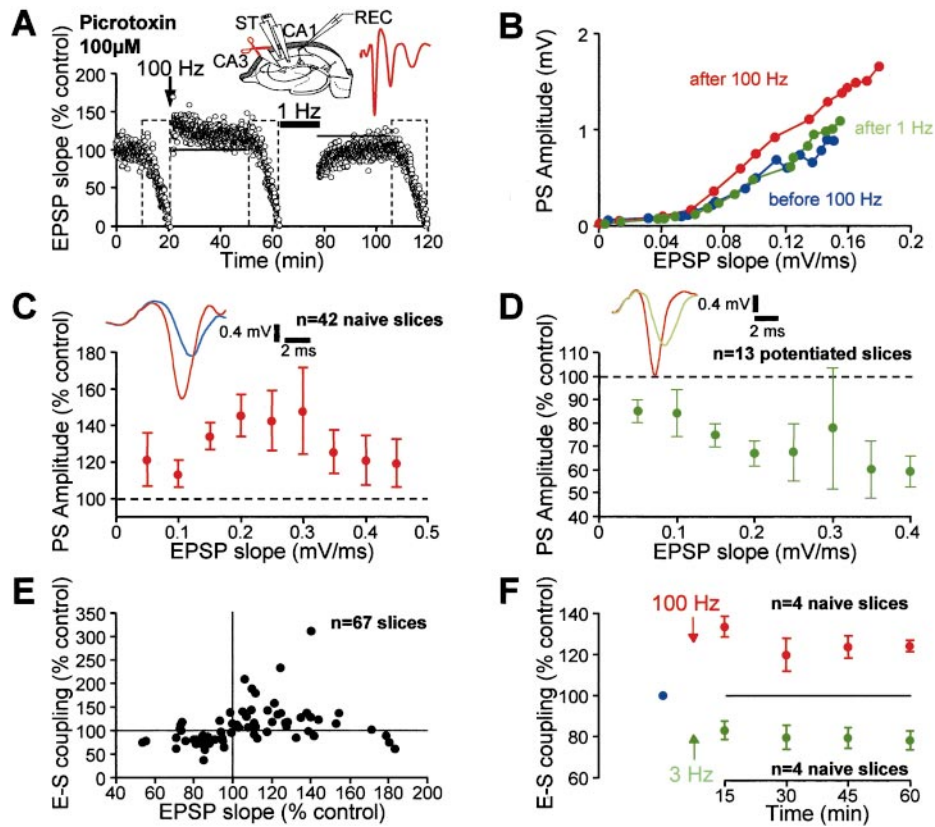 A
Picrotoxin
100µM
ST
CA1
REC
CA3
100 Hz
1 Hz
EPSP slope (% control)
200
150
100
50
0
0 20 40 60 80 100 120
Time (min)
B
PS Amplitude (mV)
2
1
0
after 100 Hz
after 1 Hz
before 100 Hz
0 0.04 0.08 0.12 0.16 0.2
EPSP slope (mV/ms)
C
0.4 mV
2 ms
n=42 naive slices
PS Amplitude (% control)
180
160
140
120
100
0 0.1 0.2 0.3 0.4 0.5
EPSP slope (mV/ms)
D
0.4 mV
2 ms
n=13 potentiated slices
PS Amplitude (% control)
110
100
90
80
70
60
50
40
0 0.1 0.2 0.3 0.4
EPSP slope (mV/ms)
E
n=67 slices
E-S coupling (% control)
350
300
250
200
150
100
50
0
40 60 80 100 120 140 160 180 200
EPSP slope (% control)
F
100 Hz
n=4 naive slices
E-S coupling (% control)
140
120
100
80
60
3 Hz
n=4 naive slices
15 30 45 60
Time (min)